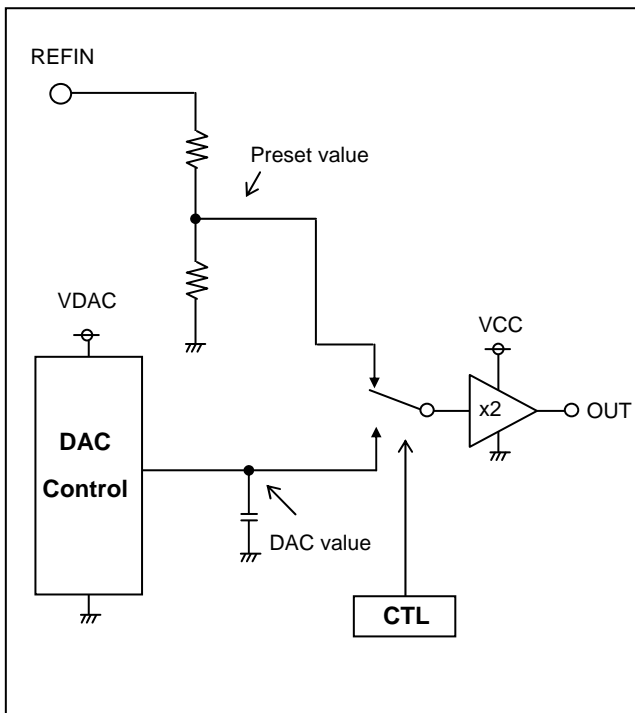 REFIN
Preset value
VDAC
VCC
x2
OUT
DAC
Control
DAC value
CTL